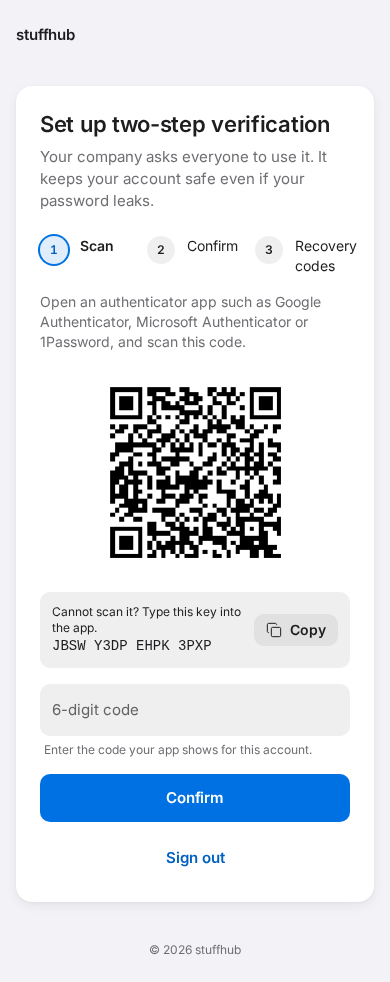 stuffhub
Set up two-step verification
Your company asks everyone to use it. It
keeps your account safe even if your
password leaks.
1 Scan
2 Confirm
3 Recovery
codes
Open an authenticator app such as Google
Authenticator, Microsoft Authenticator or
1Password, and scan this code.
Cannot scan it? Type this key into
the app.
JBSW Y3DP EHPK 3PXP
Copy
6-digit code
Enter the code your app shows for this account.
Confirm
Sign out
© 2026 stuffhub